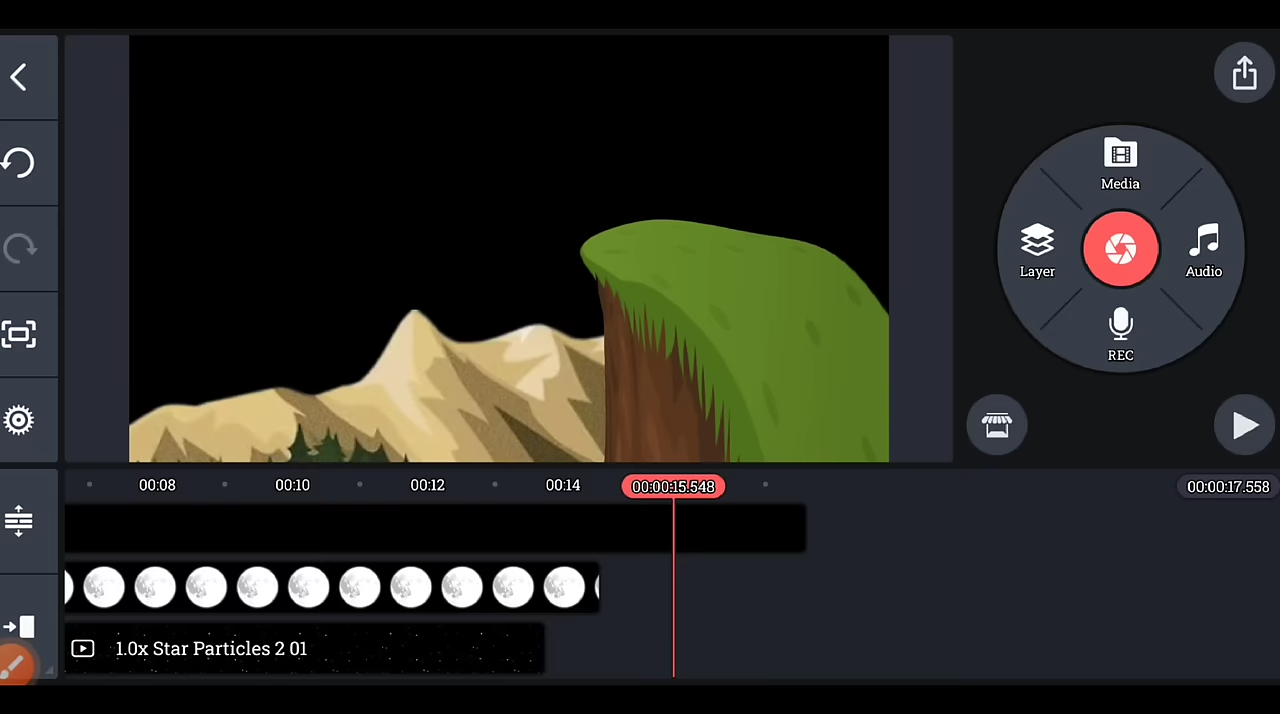 Media
Layer
Audio
REC
00:08
00:10
00:12
00:14
00:00:15.548
00:00:17.558
1.0x Star Particles 2 01